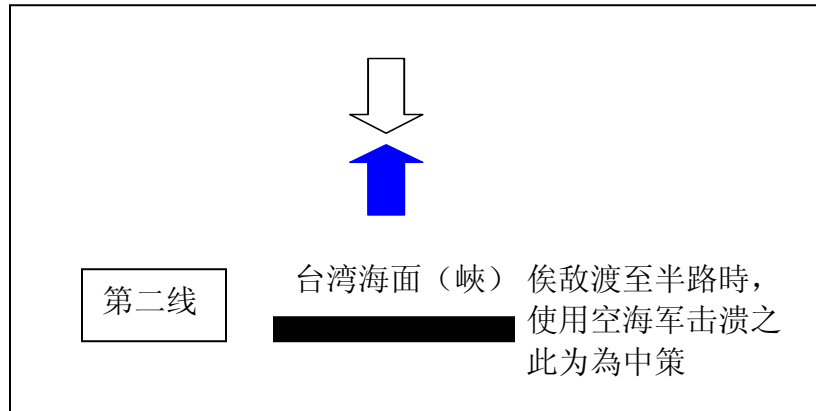 第二线
台湾海面（峽）
俟敌渡至半路時，
使用空海军击溃之
此为為中策